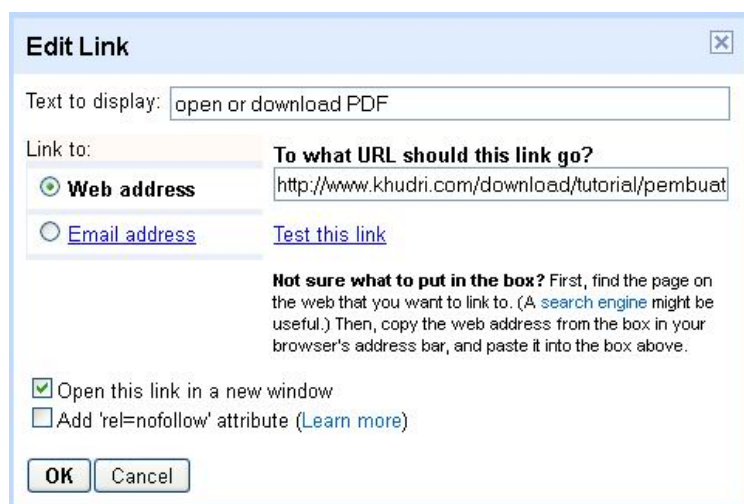 Edit Link
Text to display: open or download PDF
Link to:
Web address
Email address
To what URL should this link go?
http://www.khudri.com/download/tutorial/pembuat
Test this link
Not sure what to put in the box? First, find the page on
the web that you want to link to. (A search engine might be
useful.) Then, copy the web address from the box in your
browser's address bar, and paste it into the box above.
Open this link in a new window
Add 'rel=nofollow' attribute (Learn more)
OK Cancel